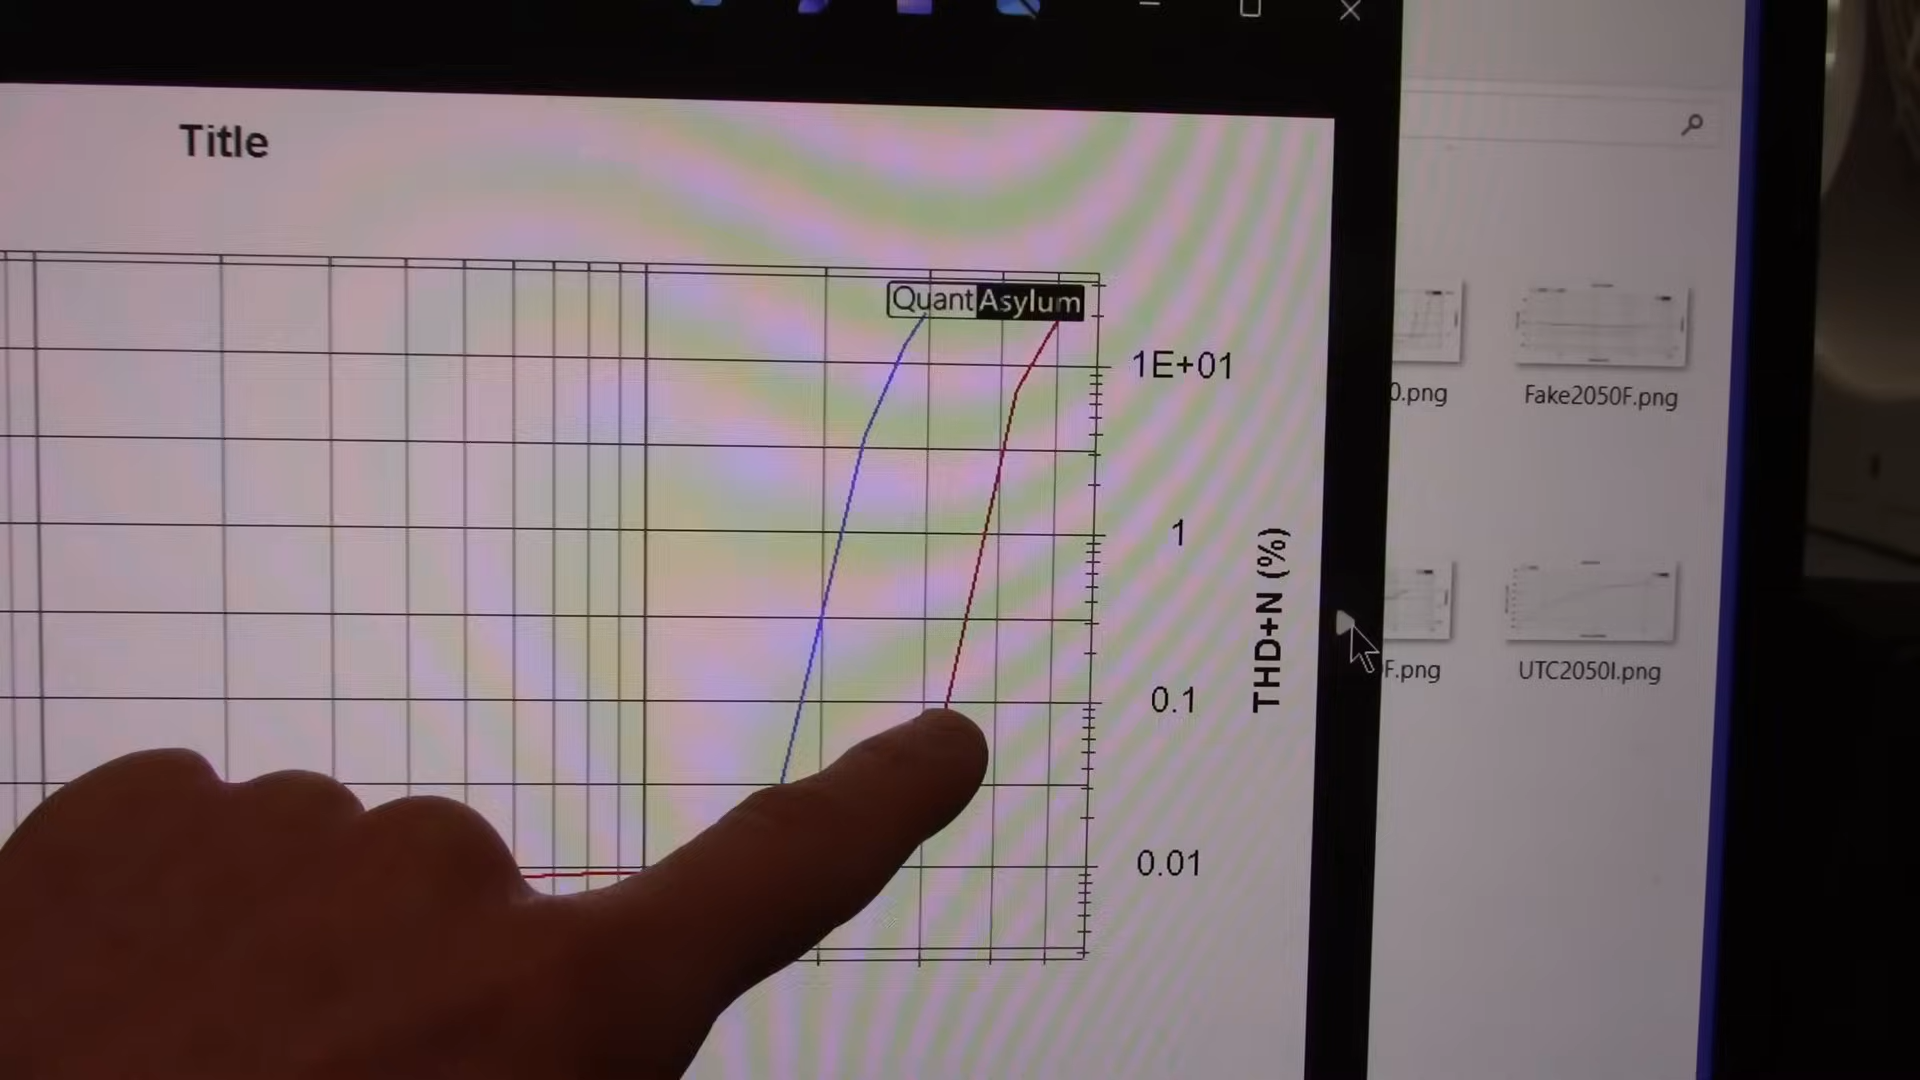 Title
QuantAsylum
1E+01
1
0.1
0.01
THD+N (%)
0.png
Fake2050F.png
F.png
UTC2050I.png